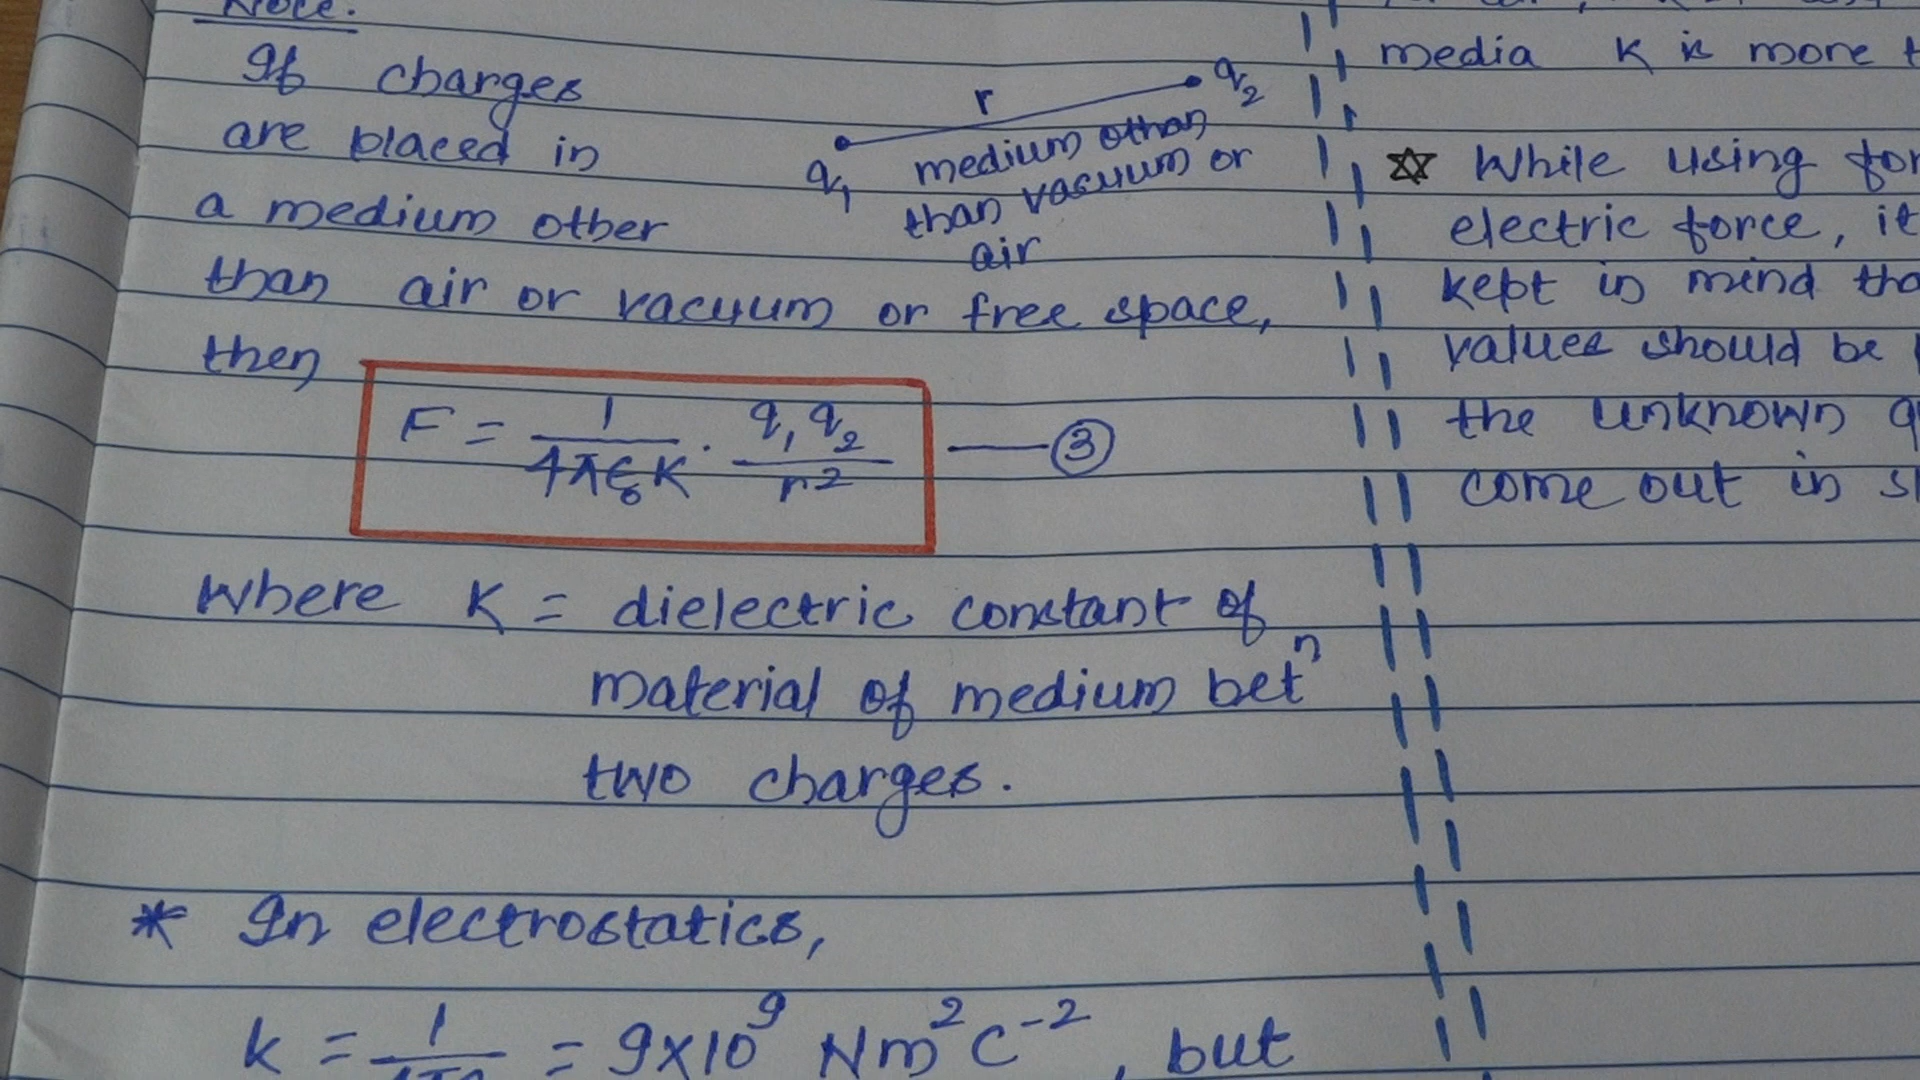 Note:
If charges
are placed in
a medium other
than air or vacuum or free space,
then
q1 r q2
medium othan
than vacuum or
air
F = 1/4πε0K · q1q2/r² — ③
Where K = dielectric constant of
material of medium betⁿ
two charges.
* In electrostatics,
k = 1/ = 9×10⁹ Nm²C⁻², but
media K is more
☆ While using
electric force, it
kept in mind
values should be
the unknown
come out in